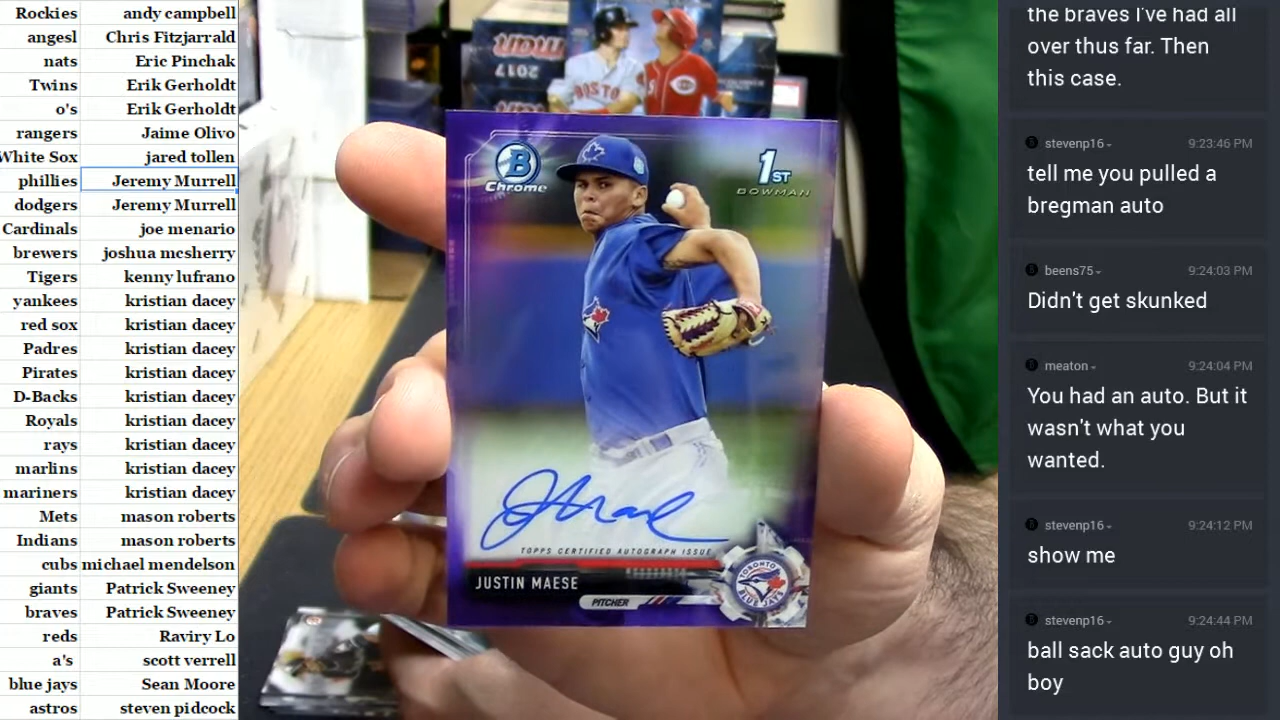 Rockies andy campbell
angesl Chris Fitzjarrald
nats Eric Pinchak
Twins Erik Gerholdt
o's Erik Gerholdt
rangers Jaime Olivo
White Sox jared tollen
phillies Jeremy Murrell
dodgers Jeremy Murrell
Cardinals joe menario
brewers joshua mcsherry
Tigers kenny lufrano
yankees kristian dacey
red sox kristian dacey
Padres kristian dacey
Pirates kristian dacey
D-Backs kristian dacey
Royals kristian dacey
rays kristian dacey
marlins kristian dacey
mariners kristian dacey
Mets mason roberts
Indians mason roberts
cubs michael mendelson
giants Patrick Sweeney
braves Patrick Sweeney
reds Raviry Lo
a's scott verrell
blue jays Sean Moore
astros steven pidcock
2017
BOSTON
B
Chrome
1ST
BOWMAN
TOPPS CERTIFIED AUTOGRAPH ISSUE
JUSTIN MAESE
PITCHER
TORONTO
BLUE JAYS
the braves I've had all
over thus far. Then
this case.
stevenp16 9:23:46 PM
tell me you pulled a
bregman auto
beens75 9:24:03 PM
Didn't get skunked
meaton 9:24:04 PM
You had an auto. But it
wasn't what you
wanted.
stevenp16 9:24:12 PM
show me
stevenp16 9:24:44 PM
ball sack auto guy oh
boy